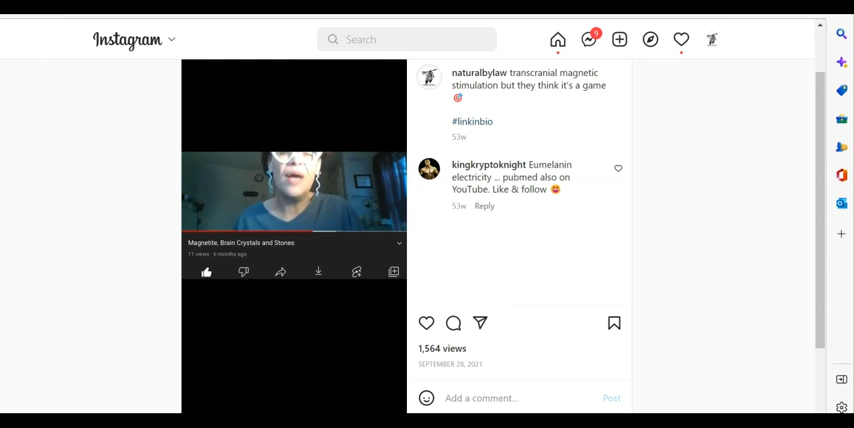 Instagram
Search
9
naturalbylaw transcranial magnetic
stimulation but they think it's a game
#linkinbio
53w
kingkryptoknight Eumelanin
electricity ... pubmed also on
YouTube. Like & follow 😀
53w Reply
Magnetite, Brain Crystals and Stones
11 views 6 months ago
1,564 views
SEPTEMBER 28, 2021
Add a comment...
Post